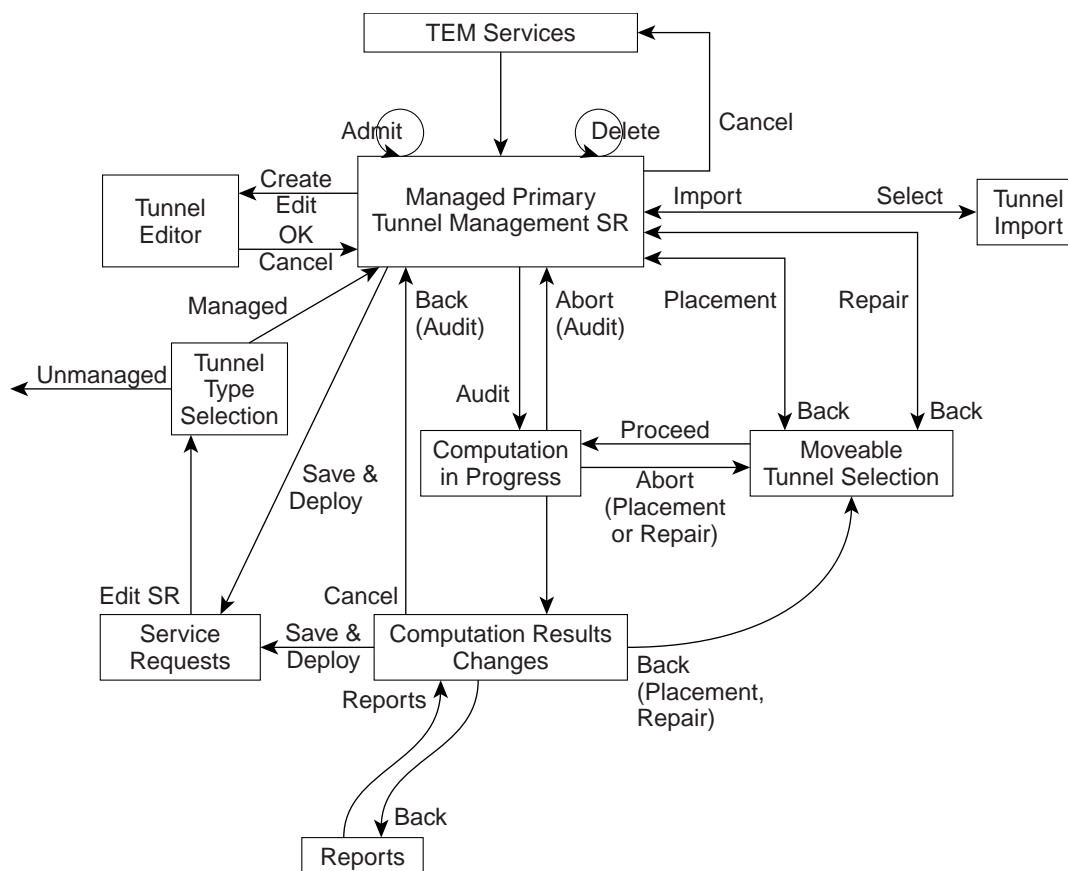 TEM Services
Cancel
Admit
Delete
Create
Edit
OK
Cancel
Tunnel
Editor
Managed Primary
Tunnel Management SR
Import
Select
Tunnel
Import
Managed
Back
(Audit)
Abort
(Audit)
Placement
Repair
Unmanaged
Tunnel
Type
Selection
Audit
Back
Back
Proceed
Computation
in Progress
Moveable
Tunnel Selection
Abort
(Placement
or Repair)
Save &
Deploy
Edit SR
Cancel
Service
Requests
Save &
Deploy
Computation Results
Changes
Back
(Placement,
Repair)
Reports
Back
Reports